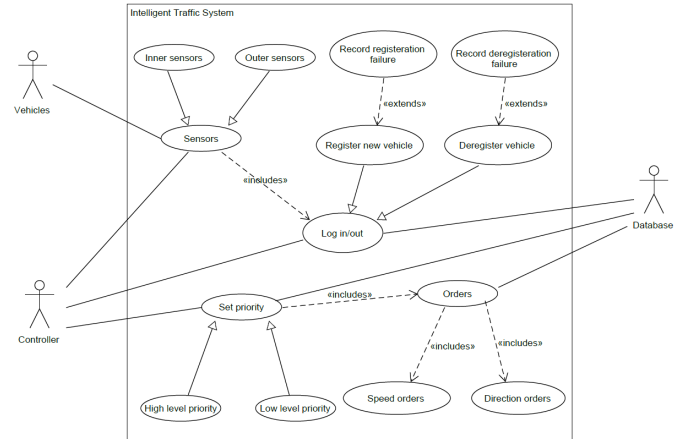 Intelligent Traffic System
Inner sensors
Outer sensors
Record registeration
failure
Record deregisteration
failure
Vehicles
«extends»
«extends»
Sensors
Register new vehicle
Deregister vehicle
«includes»
Log in/out
Database
Controller
Set priority
«includes»
Orders
«includes»
«includes»
High level priority
Low level priority
Speed orders
Direction orders